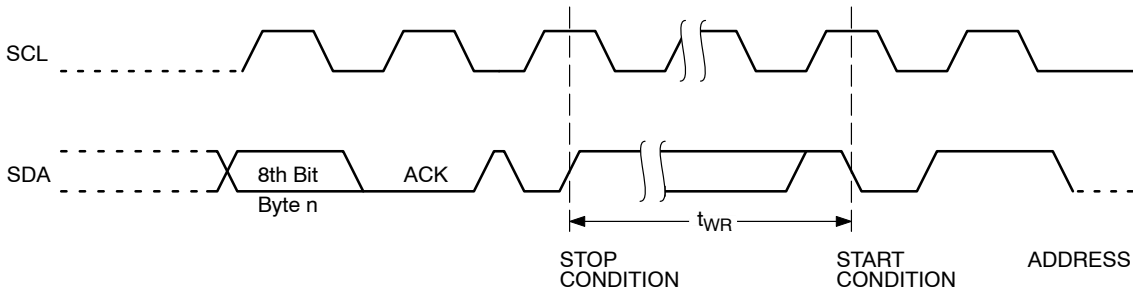 SCL
SDA
8th Bit
Byte n
ACK
tWR
STOP
CONDITION
START
CONDITION
ADDRESS